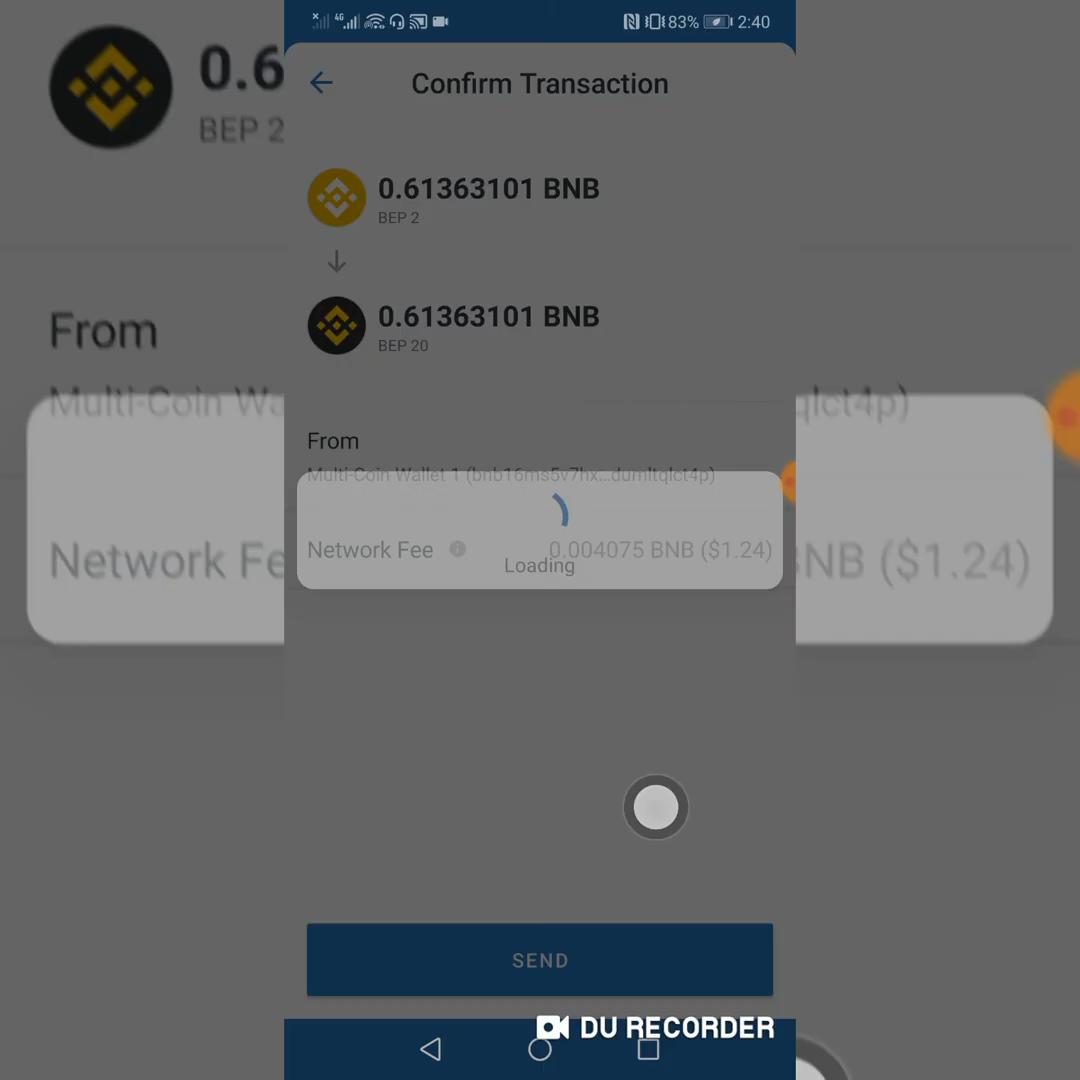 4G 83% 2:40
Confirm Transaction
0.6
BEP 2
0.61363101 BNB
BEP 2
0.61363101 BNB
BEP 20
From
From
Multi-Coin Wa
Multi-Coin Wallet 1 (bnb16ms5v7hx...dumltqlct4p)
qlct4p)
Network Fe
Network Fee 0.004075 BNB ($1.24)
NB ($1.24)
Loading
SEND
DU RECORDER